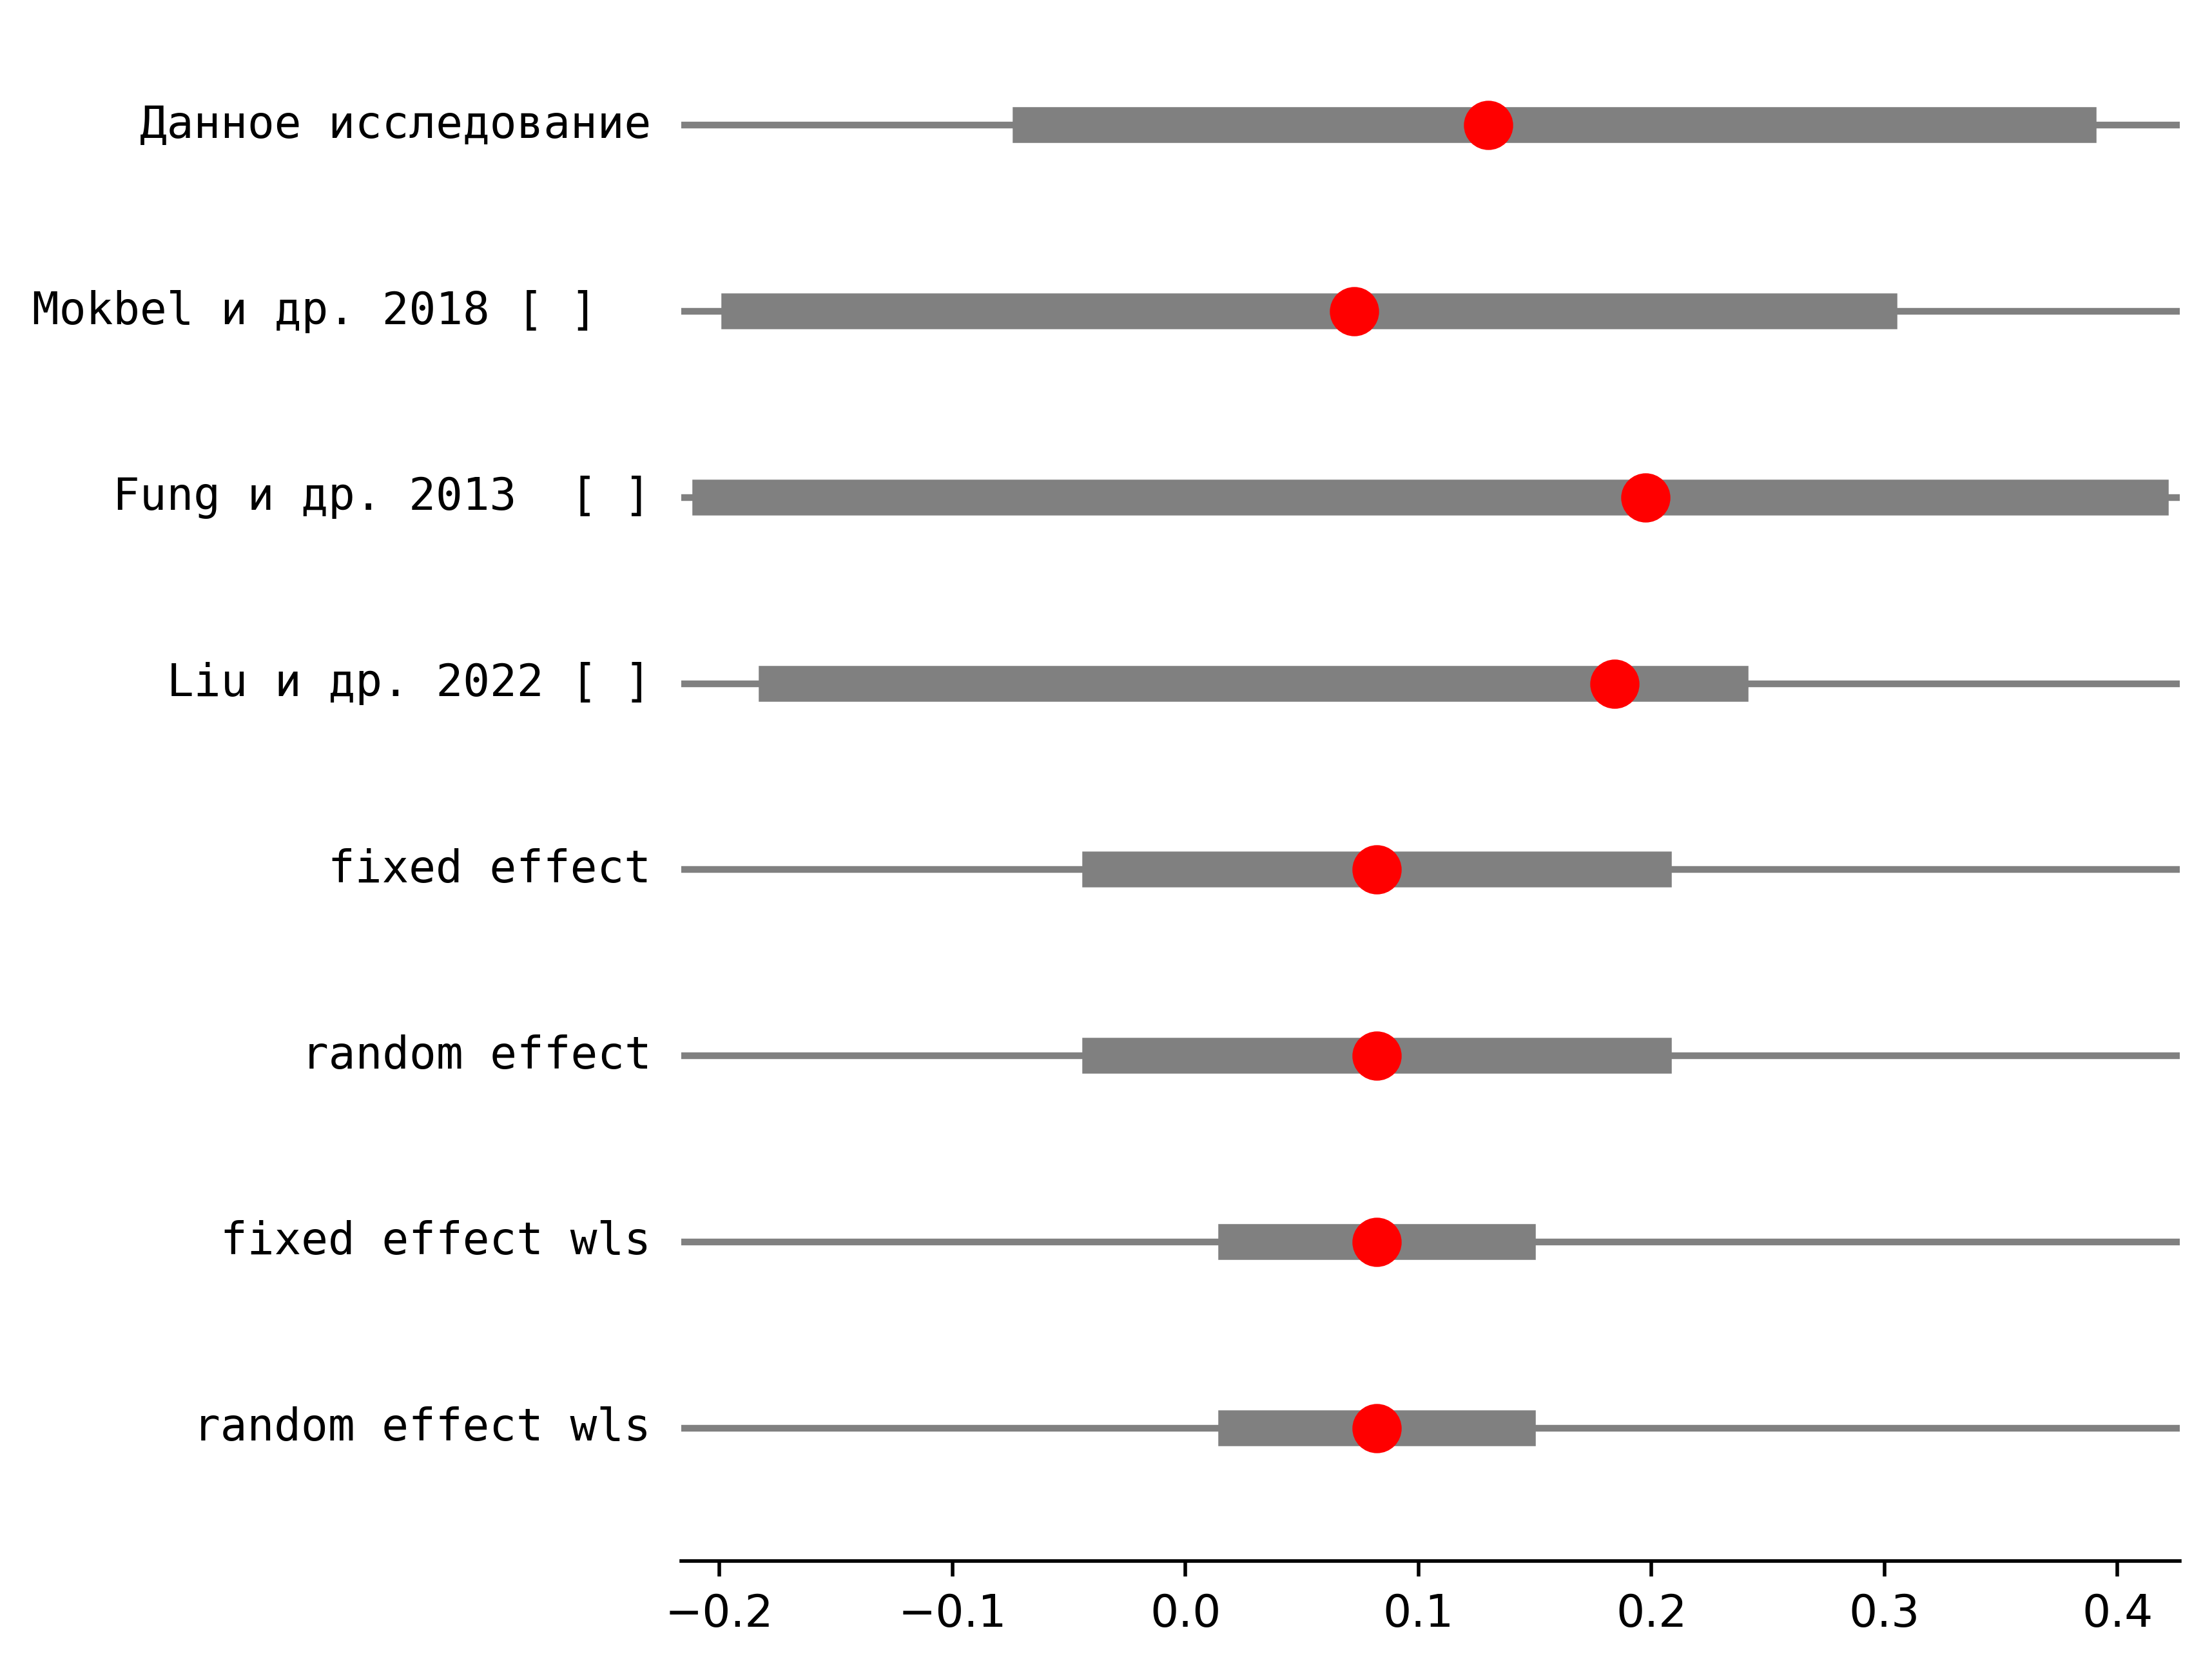 Данное исследование
Mokbel и др. 2018 [ ]
Fung и др. 2013  [ ]
Liu и др. 2022 [ ]
fixed effect
random effect
fixed effect wls
random effect wls
−0.2 −0.1 0.0 0.1 0.2 0.3 0.4